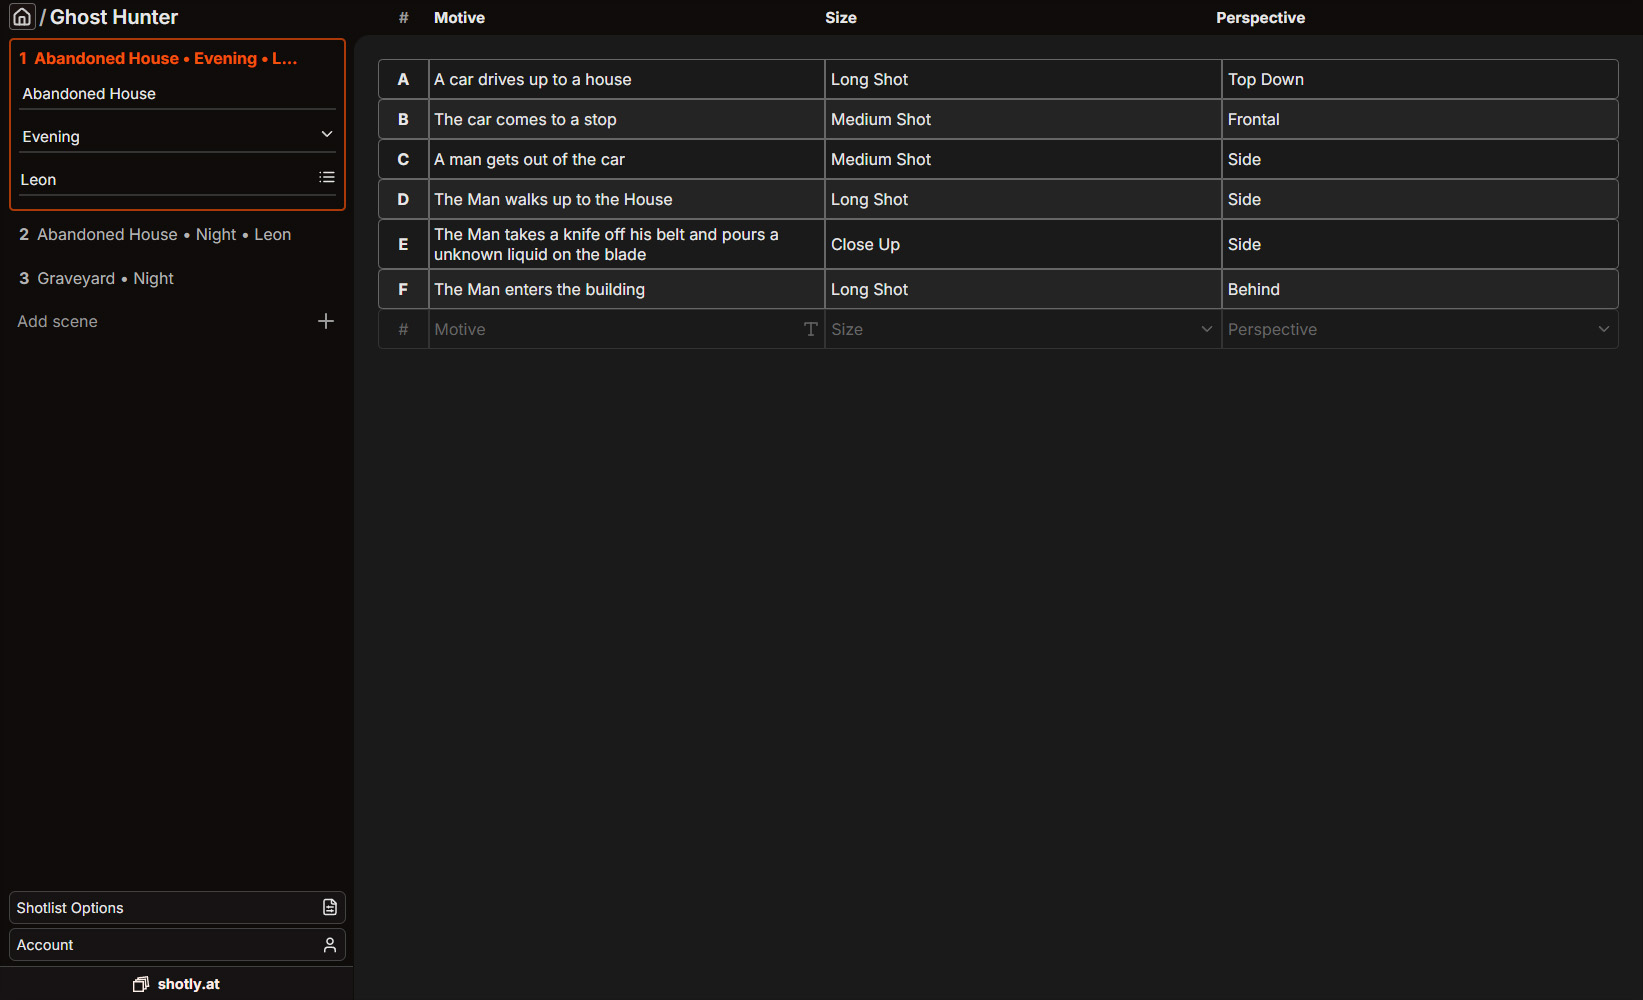 / Ghost Hunter
1 Abandoned House • Evening • L...
Abandoned House
Evening
Leon
2 Abandoned House • Night • Leon
3 Graveyard • Night
Add scene
Shotlist Options
Account
shotly.at
# Motive Size Perspective
A A car drives up to a house Long Shot Top Down
B The car comes to a stop Medium Shot Frontal
C A man gets out of the car Medium Shot Side
D The Man walks up to the House Long Shot Side
E The Man takes a knife off his belt and pours a
unknown liquid on the blade Close Up Side
F The Man enters the building Long Shot Behind
# Motive Size Perspective